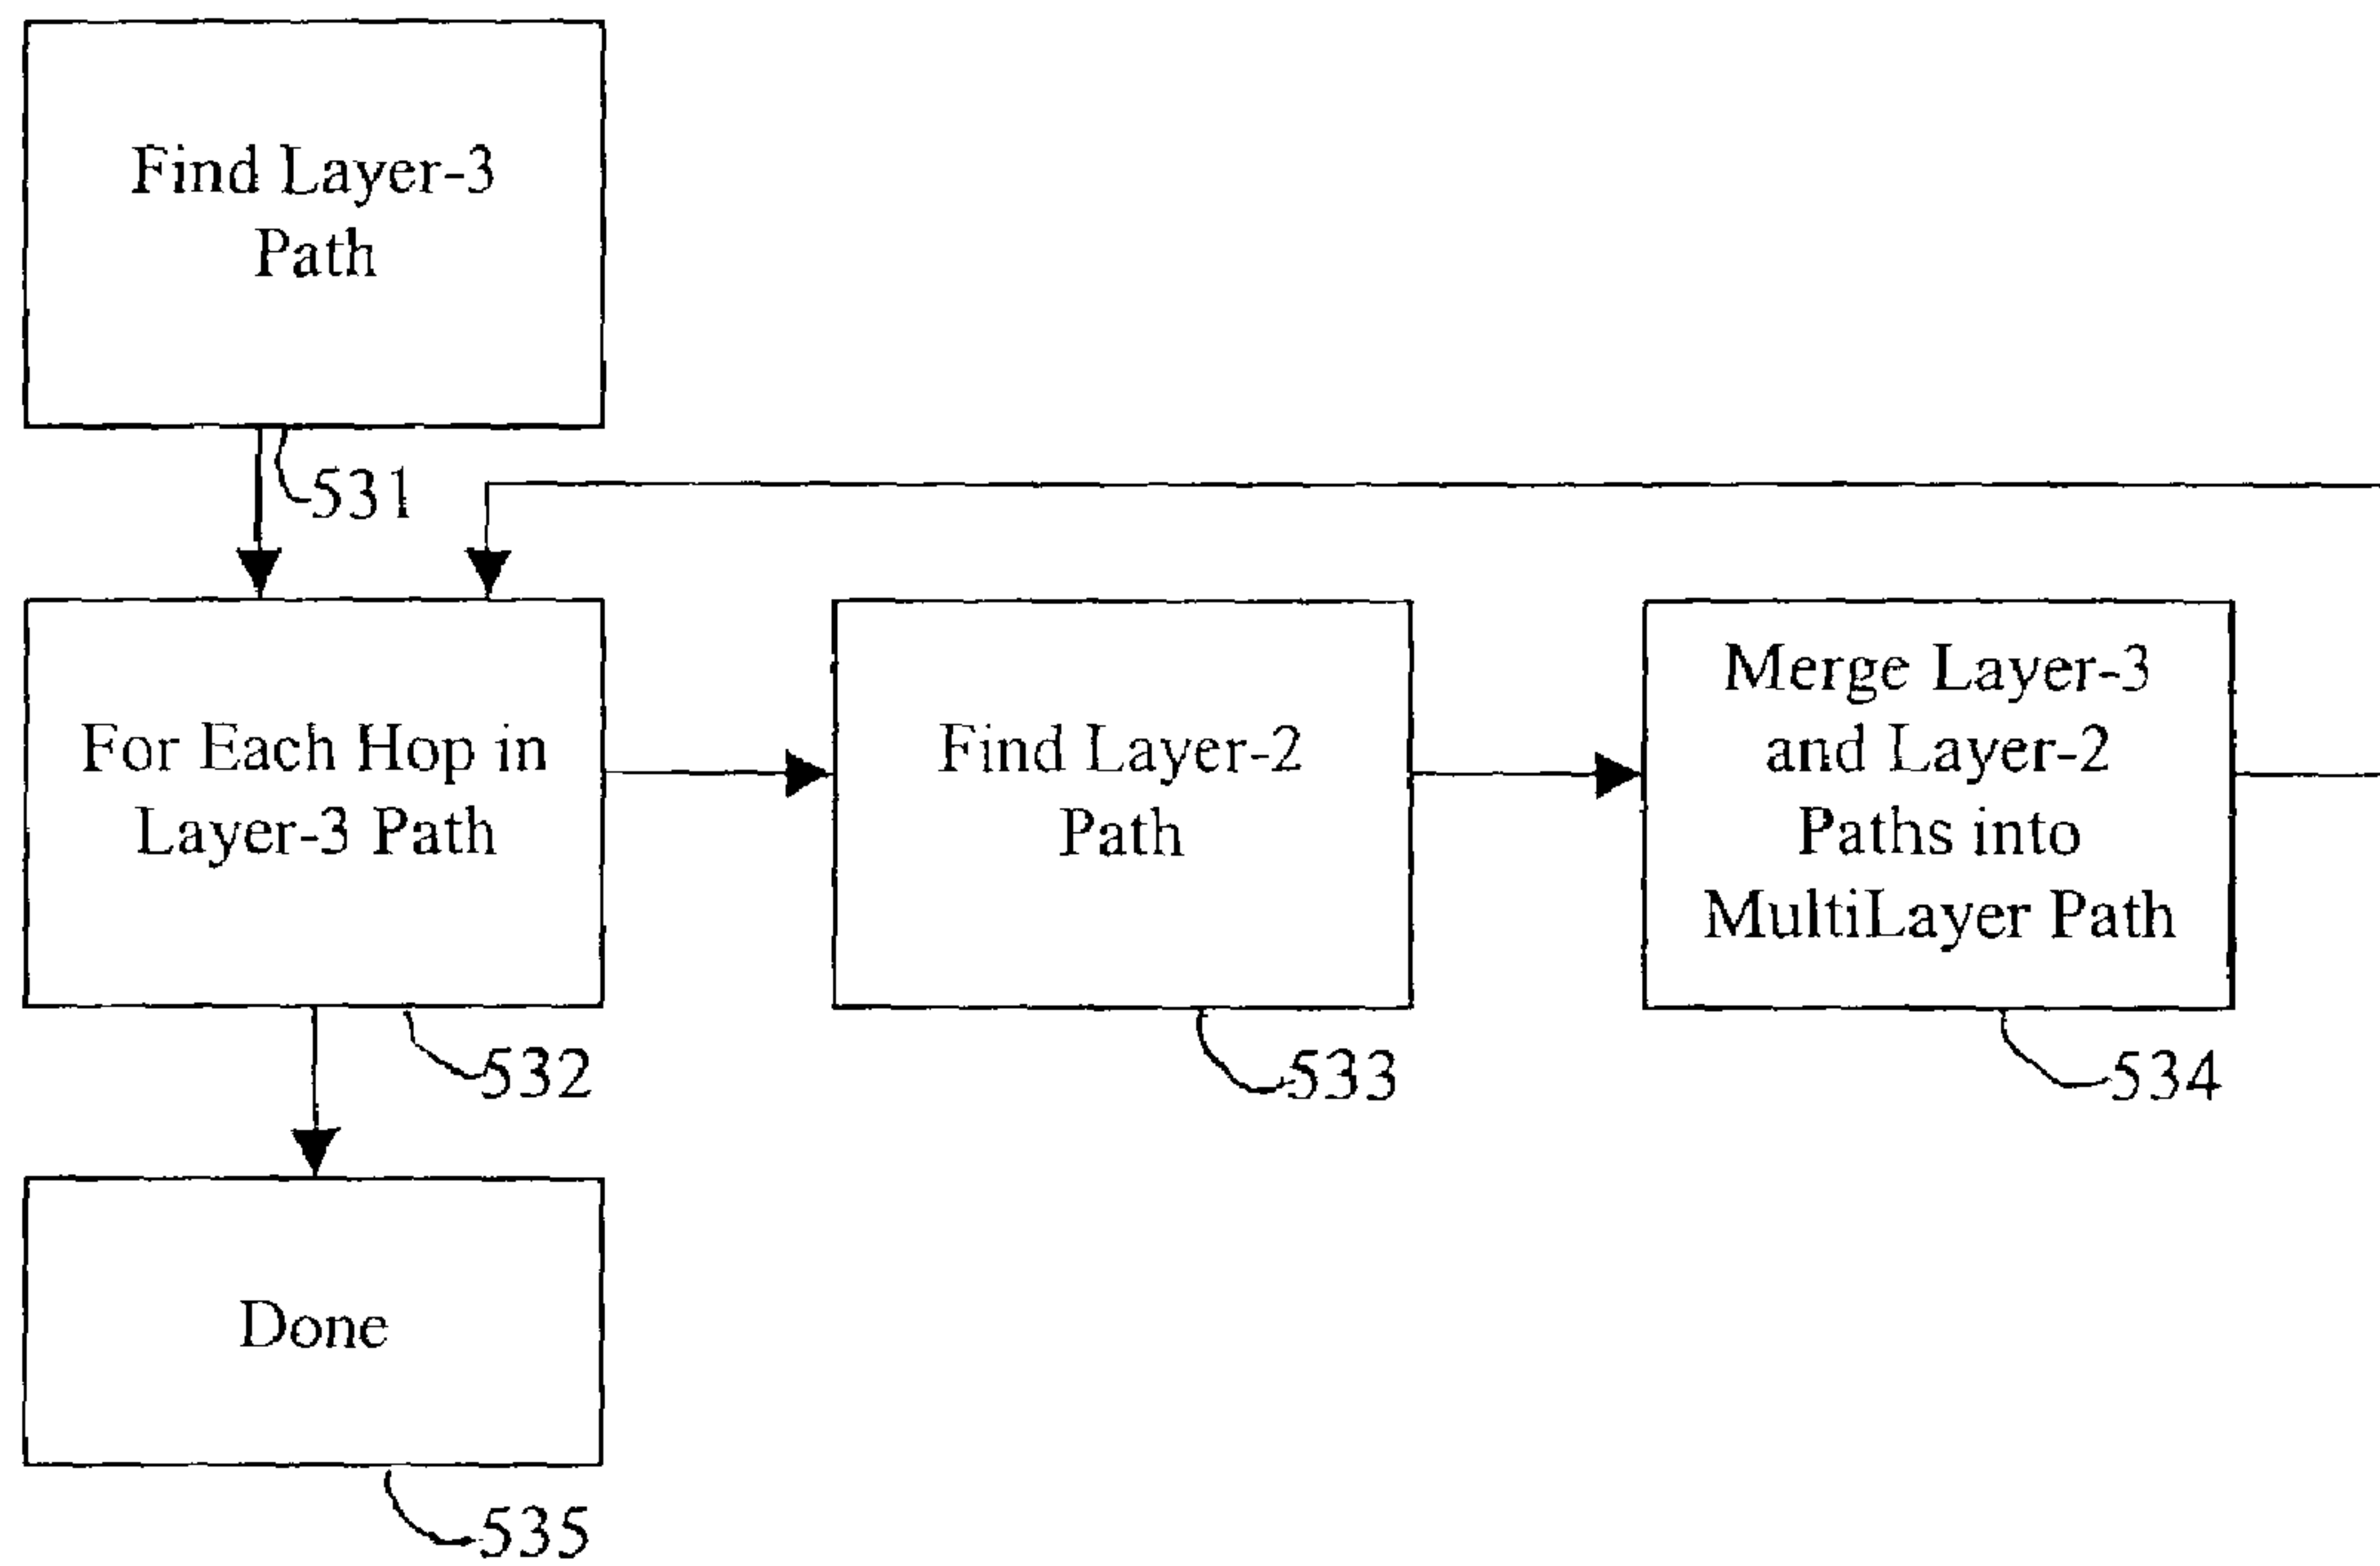 Find Layer-3
Path
531
For Each Hop in
Layer-3 Path
532
Find Layer-2
Path
533
Merge Layer-3
and Layer-2
Paths into
MultiLayer Path
534
Done
535